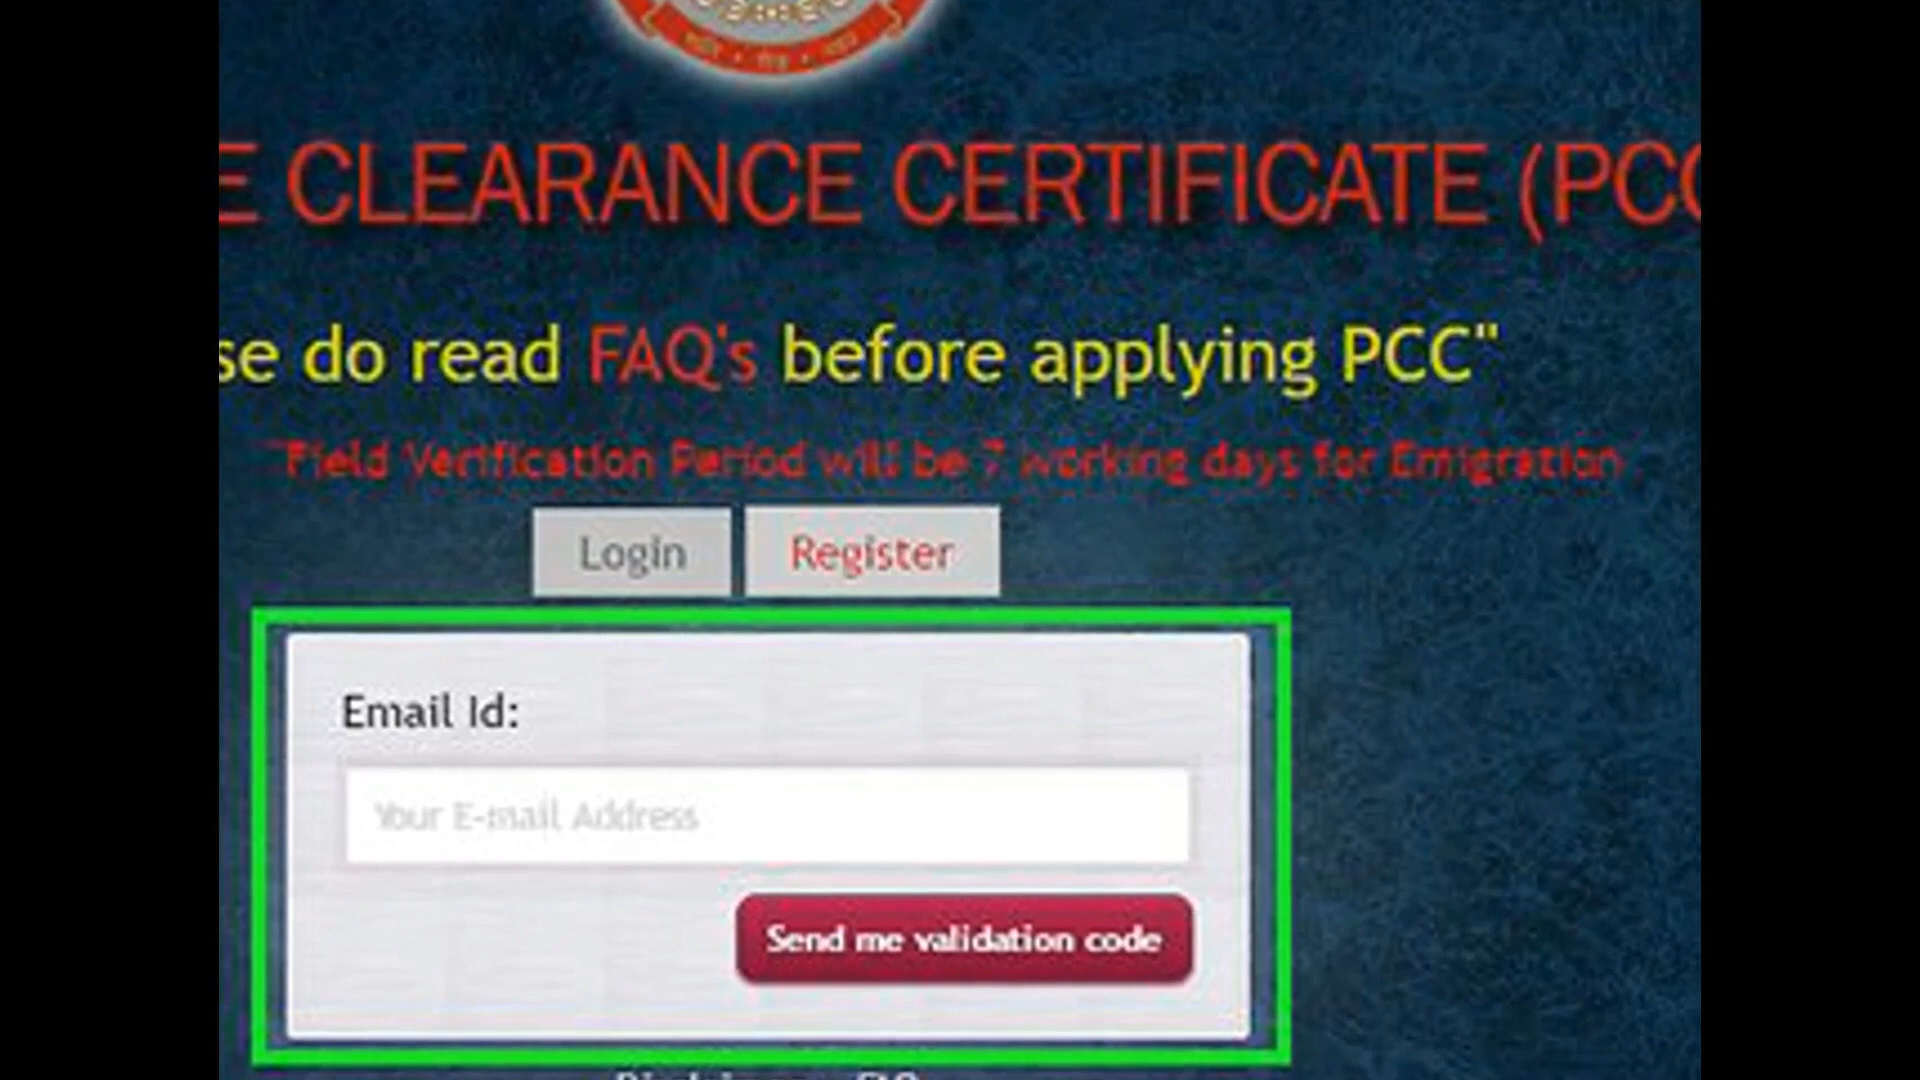 E CLEARANCE CERTIFICATE (PCC
se do read FAQ's before applying PCC"
"Field Verification Period will be 7 working days for Emigration
Login Register
Email Id:
Your E-mail Address
Send me validation code